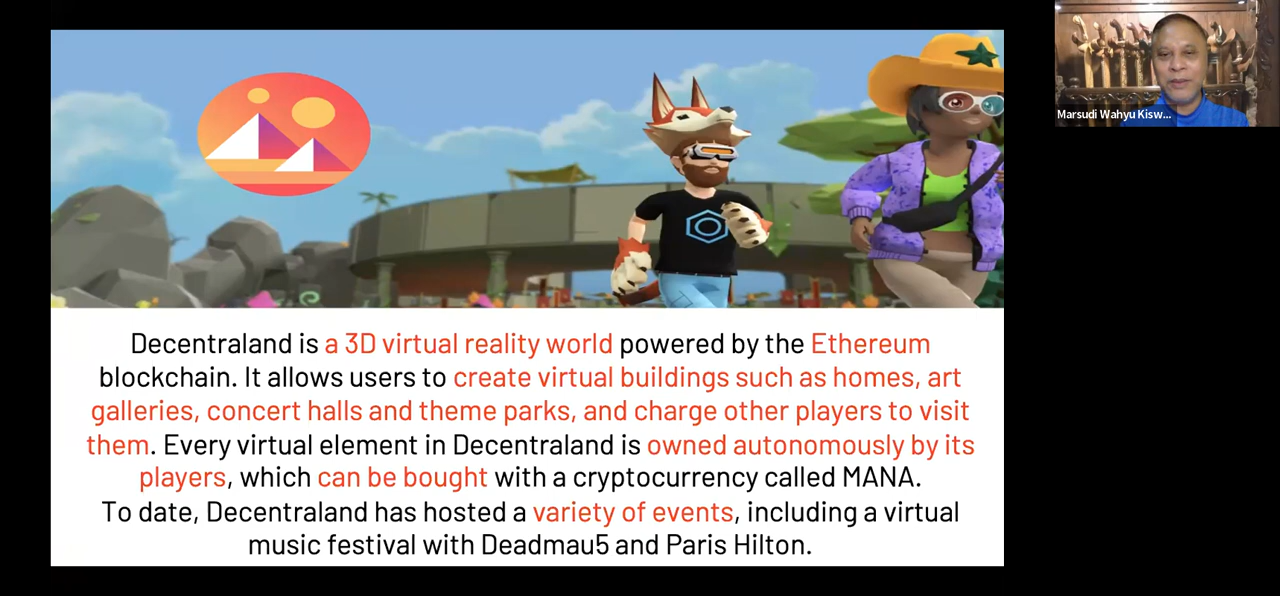 Decentraland is a 3D virtual reality world powered by the Ethereum
blockchain. It allows users to create virtual buildings such as homes, art
galleries, concert halls and theme parks, and charge other players to visit
them. Every virtual element in Decentraland is owned autonomously by its
players, which can be bought with a cryptocurrency called MANA.
To date, Decentraland has hosted a variety of events, including a virtual
music festival with Deadmau5 and Paris Hilton.
Marsudi Wahyu Kisw...